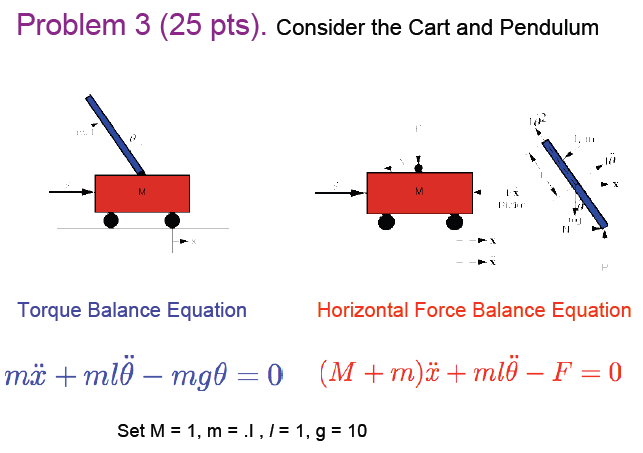 Problem 3 (25 pts). Consider the Cart and Pendulum
θ
M
M
N
P
x
x
ẍ
Torque Balance Equation
Horizontal Force Balance Equation
mẍ + mlθ̈ − mgθ = 0
(M + m)ẍ + mlθ̈ − F = 0
Set M = 1, m = .I , l = 1, g = 10